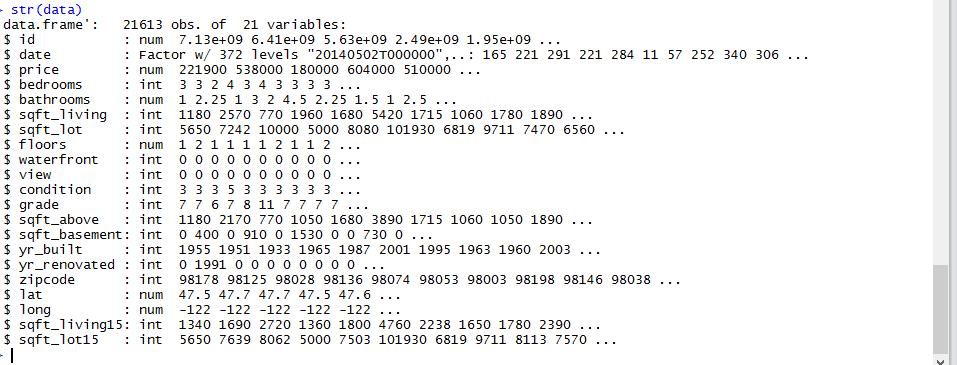 > str(data)
data.frame':   21613 obs. of  21 variables:
$ id           : num  7.13e+09 6.41e+09 5.63e+09 2.49e+09 1.95e+09 ...
$ date         : Factor w/ 372 levels "20140502T000000",..: 165 221 291 221 284 11 57 252 340 306 ...
$ price        : num  221900 538000 180000 604000 510000 ...
$ bedrooms     : int  3 3 2 4 3 4 3 3 3 3 ...
$ bathrooms    : num  1 2.25 1 3 2 4.5 2.25 1.5 1 2.5 ...
$ sqft_living  : int  1180 2570 770 1960 1680 5420 1715 1060 1780 1890 ...
$ sqft_lot     : int  5650 7242 10000 5000 8080 101930 6819 9711 7470 6560 ...
$ floors       : num  1 2 1 1 1 1 2 1 1 2 ...
$ waterfront   : int  0 0 0 0 0 0 0 0 0 0 ...
$ view         : int  0 0 0 0 0 0 0 0 0 0 ...
$ condition    : int  3 3 3 5 3 3 3 3 3 3 ...
$ grade        : int  7 7 6 7 8 11 7 7 7 7 ...
$ sqft_above   : int  1180 2170 770 1050 1680 3890 1715 1060 1050 1890 ...
$ sqft_basement: int  0 400 0 910 0 1530 0 0 730 0 ...
$ yr_built     : int  1955 1951 1933 1965 1987 2001 1995 1963 1960 2003 ...
$ yr_renovated : int  0 1991 0 0 0 0 0 0 0 0 ...
$ zipcode      : int  98178 98125 98028 98136 98074 98053 98003 98198 98146 98038 ...
$ lat          : num  47.5 47.7 47.7 47.5 47.6 ...
$ long         : num  -122 -122 -122 -122 -122 ...
$ sqft_living15: int  1340 1690 2720 1360 1800 4760 2238 1650 1780 2390 ...
$ sqft_lot15   : int  5650 7639 8062 5000 7503 101930 6819 9711 8113 7570 ...
>